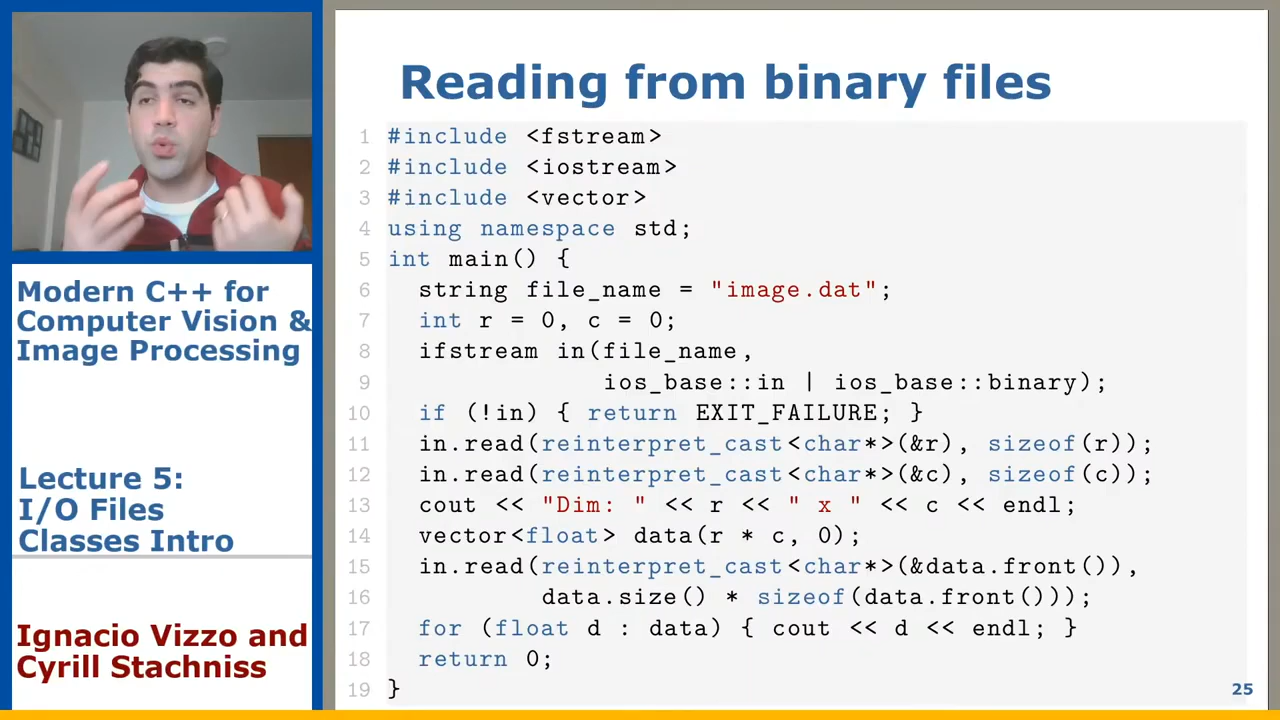 Modern C++ for
Computer Vision &
Image Processing
Lecture 5:
I/O Files
Classes Intro
Ignacio Vizzo and
Cyrill Stachniss
Reading from binary files
1 #include <fstream>
2 #include <iostream>
3 #include <vector>
4 using namespace std;
5 int main() {
6   string file_name = "image.dat";
7   int r = 0, c = 0;
8   ifstream in(file_name,
9               ios_base::in | ios_base::binary);
10   if (!in) { return EXIT_FAILURE; }
11   in.read(reinterpret_cast<char*>(&r), sizeof(r));
12   in.read(reinterpret_cast<char*>(&c), sizeof(c));
13   cout << "Dim: " << r << " x " << c << endl;
14   vector<float> data(r * c, 0);
15   in.read(reinterpret_cast<char*>(&data.front()),
16           data.size() * sizeof(data.front()));
17   for (float d : data) { cout << d << endl; }
18   return 0;
19 }
25